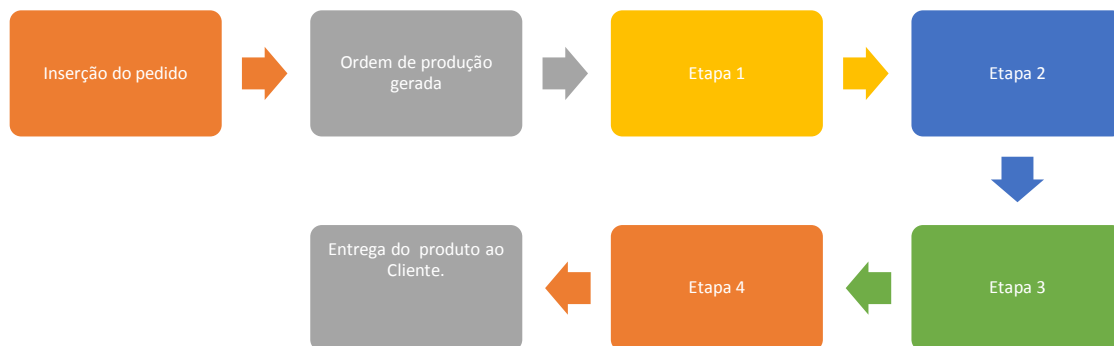 Inserção do pedido
Ordem de produção
gerada
Etapa 1
Etapa 2
Etapa 3
Etapa 4
Entrega do  produto ao
Cliente.